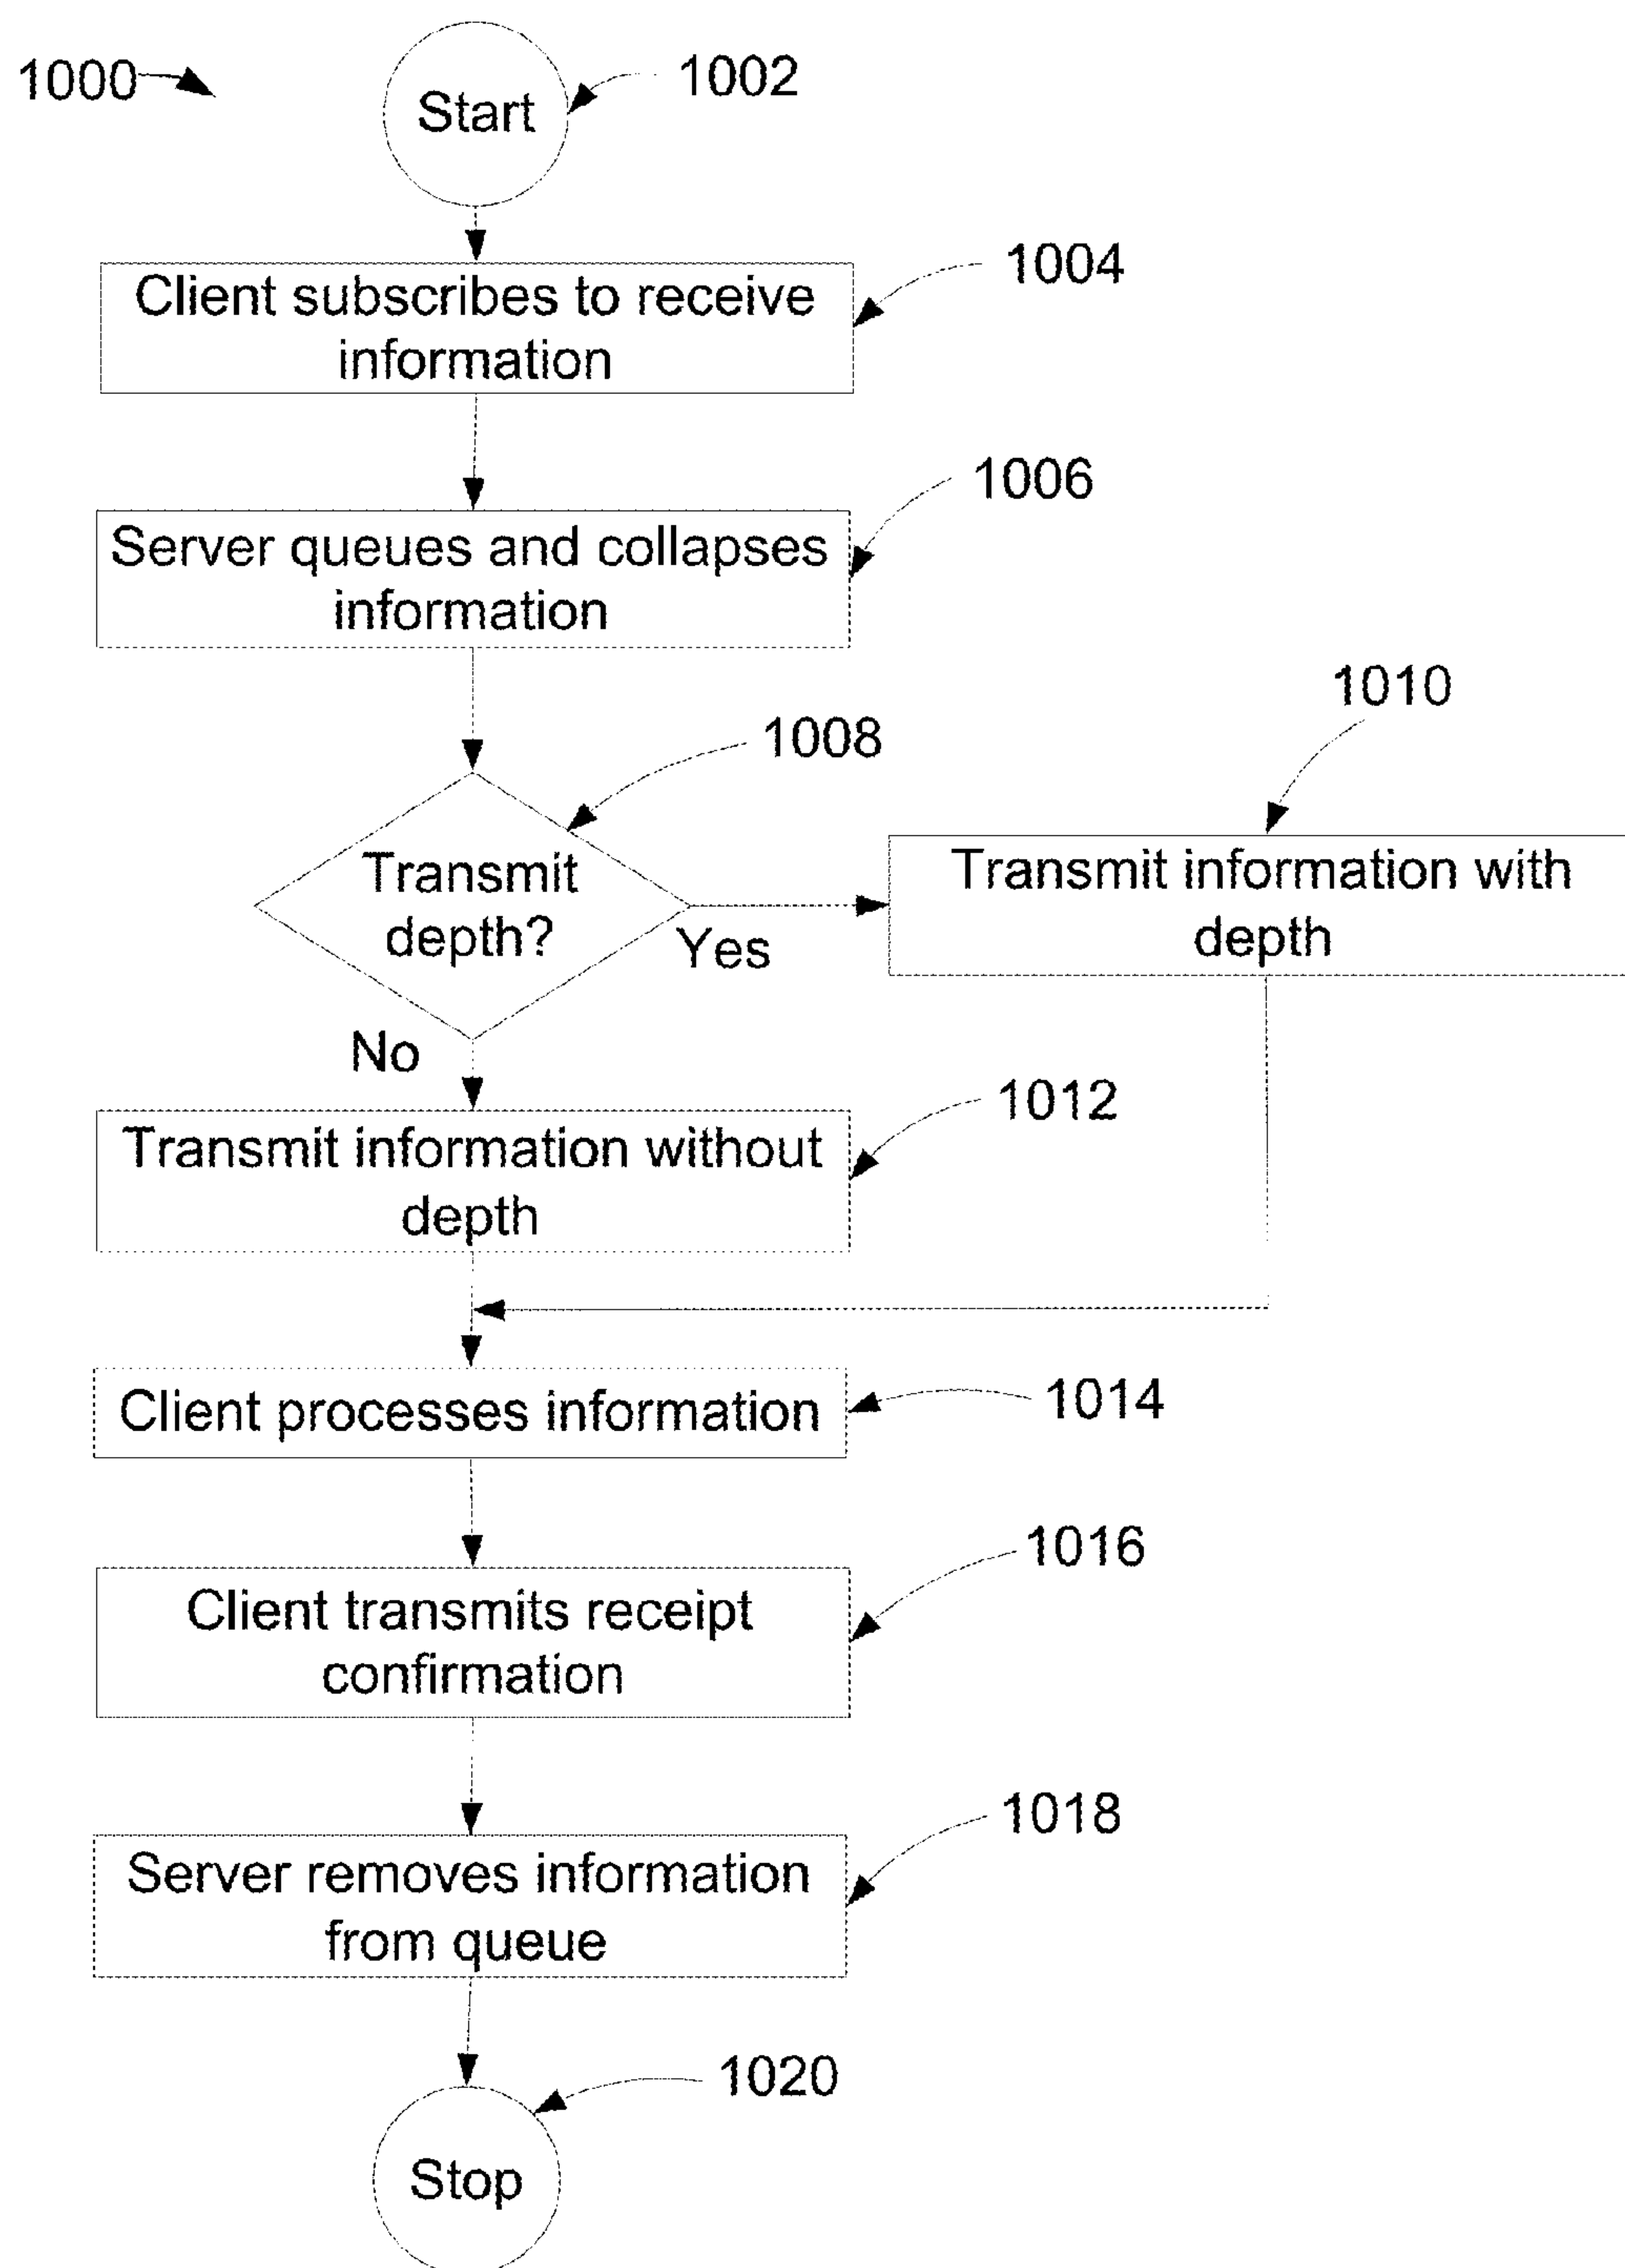 1000
Start
1002
Client subscribes to receive
information
1004
Server queues and collapses
information
1006
Transmit
depth?
1008
Yes
No
Transmit information with
depth
1010
Transmit information without
depth
1012
Client processes information
1014
Client transmits receipt
confirmation
1016
Server removes information
from queue
1018
Stop
1020